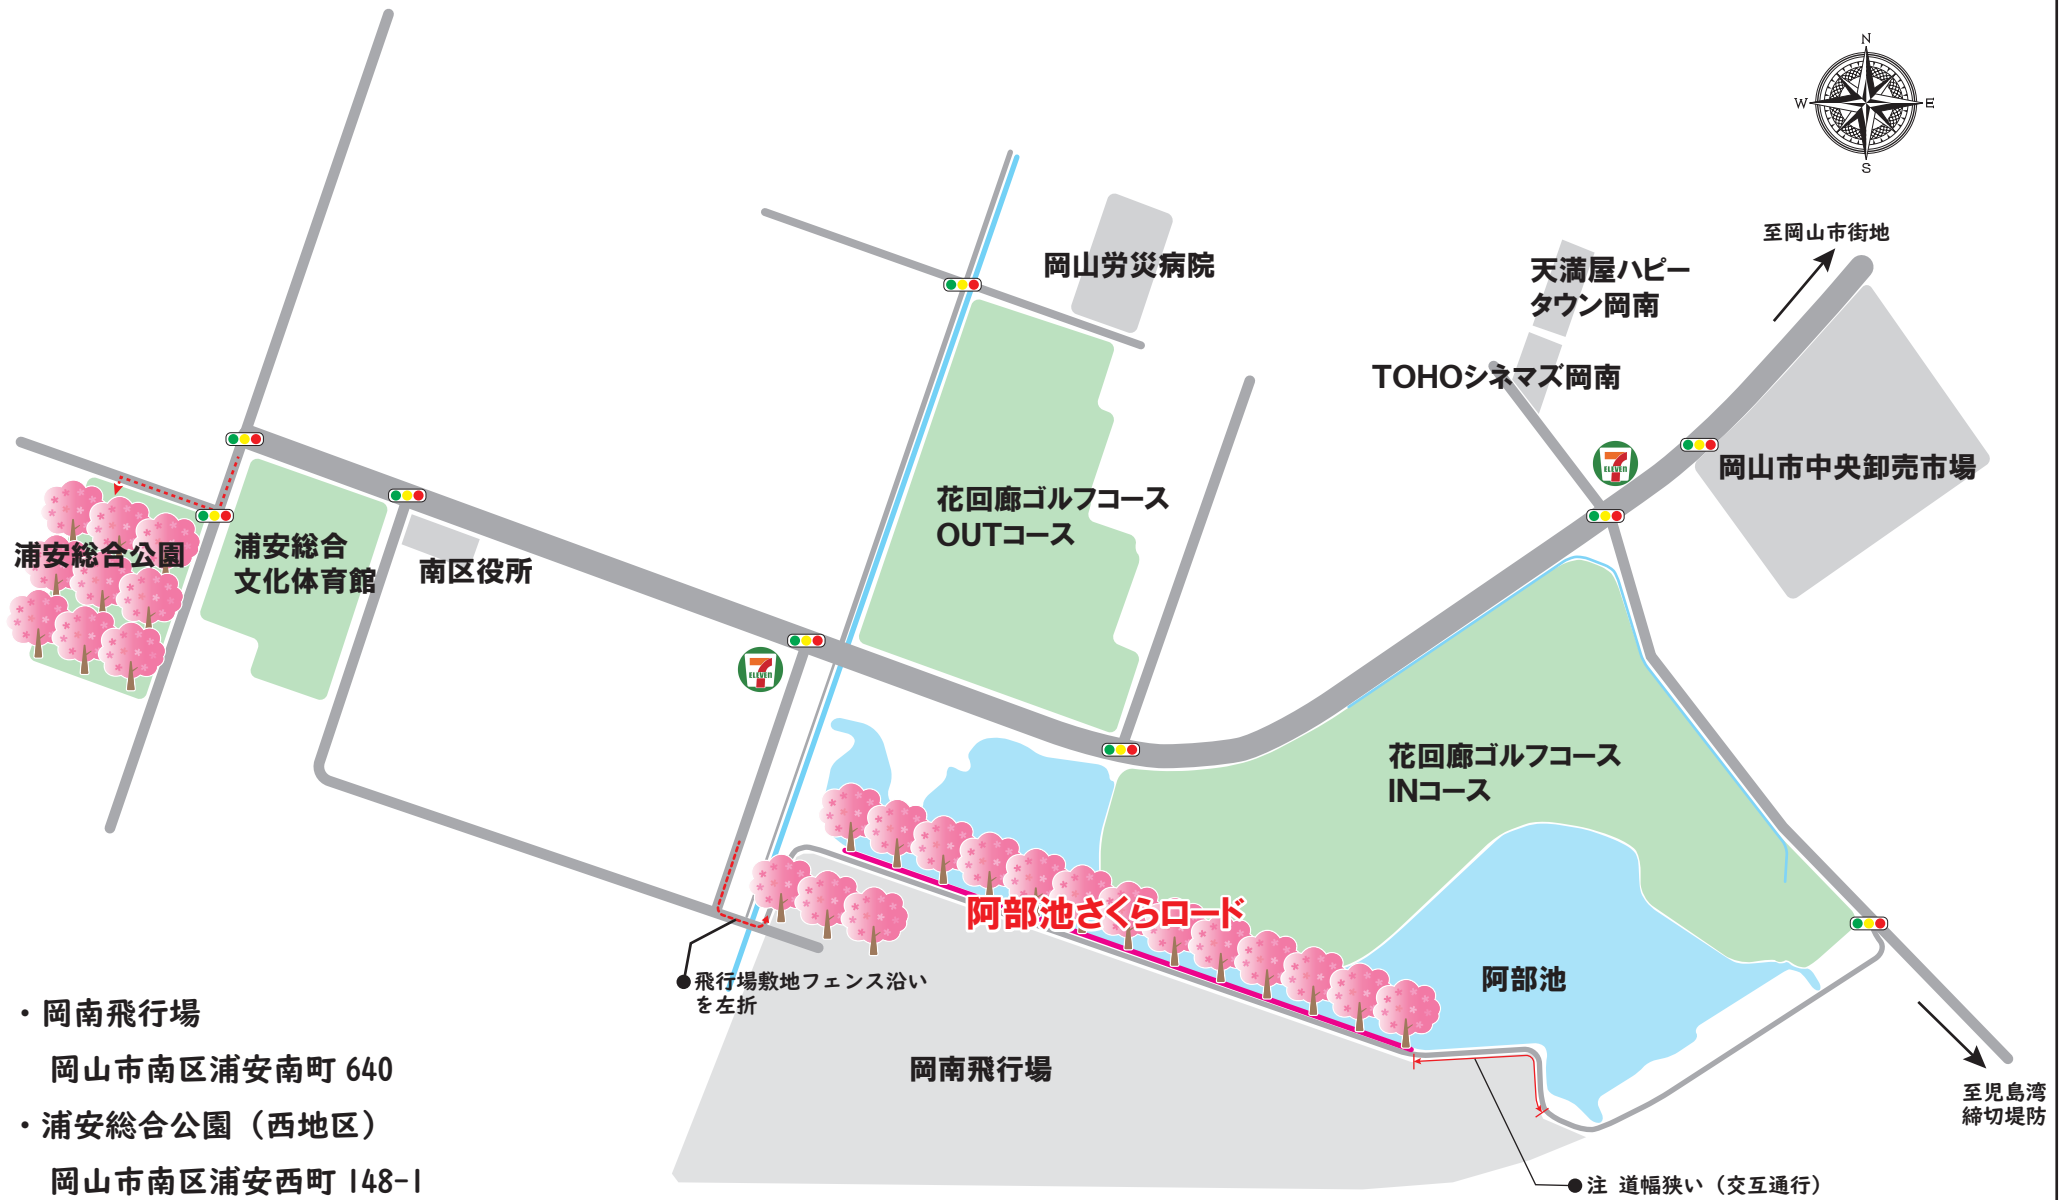 N
W
E
S
至岡山市街地
岡山労災病院
天満屋ハピー
タウン岡南
TOHOシネマズ岡南
7
ELEVEN
岡山市中央卸売市場
花回廊ゴルフコース
OUTコース
浦安総合公園
浦安総合
文化体育館
南区役所
7
ELEVEN
花回廊ゴルフコース
INコース
阿部池さくらロード
阿部池
●飛行場敷地フェンス沿い
を左折
岡南飛行場
・岡南飛行場
岡山市南区浦安南町 640
・浦安総合公園（西地区）
岡山市南区浦安西町 148-1
至児島湾
締切堤防
●注 道幅狭い（交互通行）